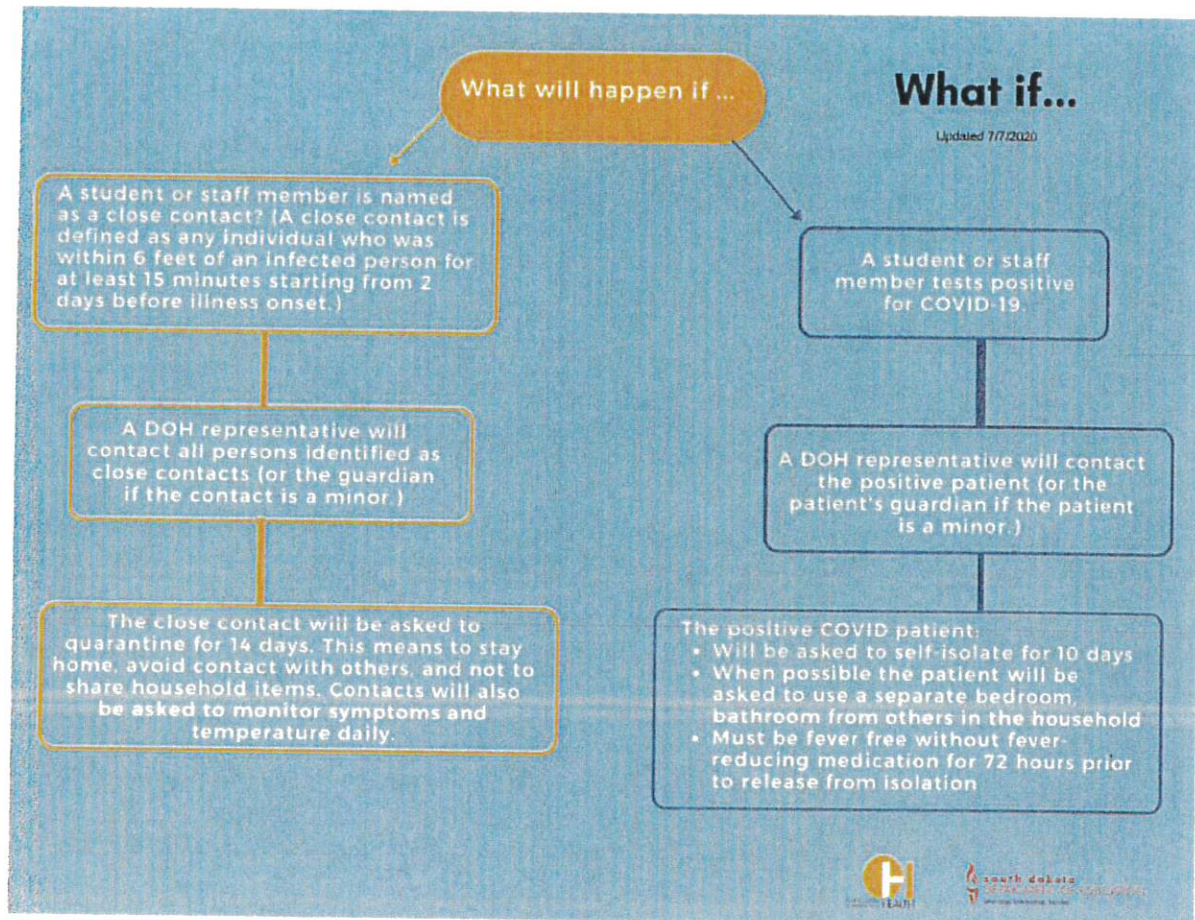 What will happen if ...
What if...
Updated 7/7/2020
A student or staff member is named
as a close contact? (A close contact is
defined as any individual who was
within 6 feet of an infected person for
at least 15 minutes starting from 2
days before illness onset.)
A DOH representative will
contact all persons identified as
close contacts (or the guardian
if the contact is a minor.)
The close contact will be asked to
quarantine for 14 days. This means to stay
home, avoid contact with others, and not to
share household items. Contacts will also
be asked to monitor symptoms and
temperature daily.
A student or staff
member tests positive
for COVID-19.
A DOH representative will contact
the positive patient (or the
patient's guardian if the patient
is a minor.)
The positive COVID patient:
• Will be asked to self-isolate for 10 days
• When possible the patient will be
asked to use a separate bedroom,
bathroom from others in the household
• Must be fever free without fever-
reducing medication for 72 hours prior
to release from isolation
HEALTH
south dakota
DEPARTMENT OF EDUCATION